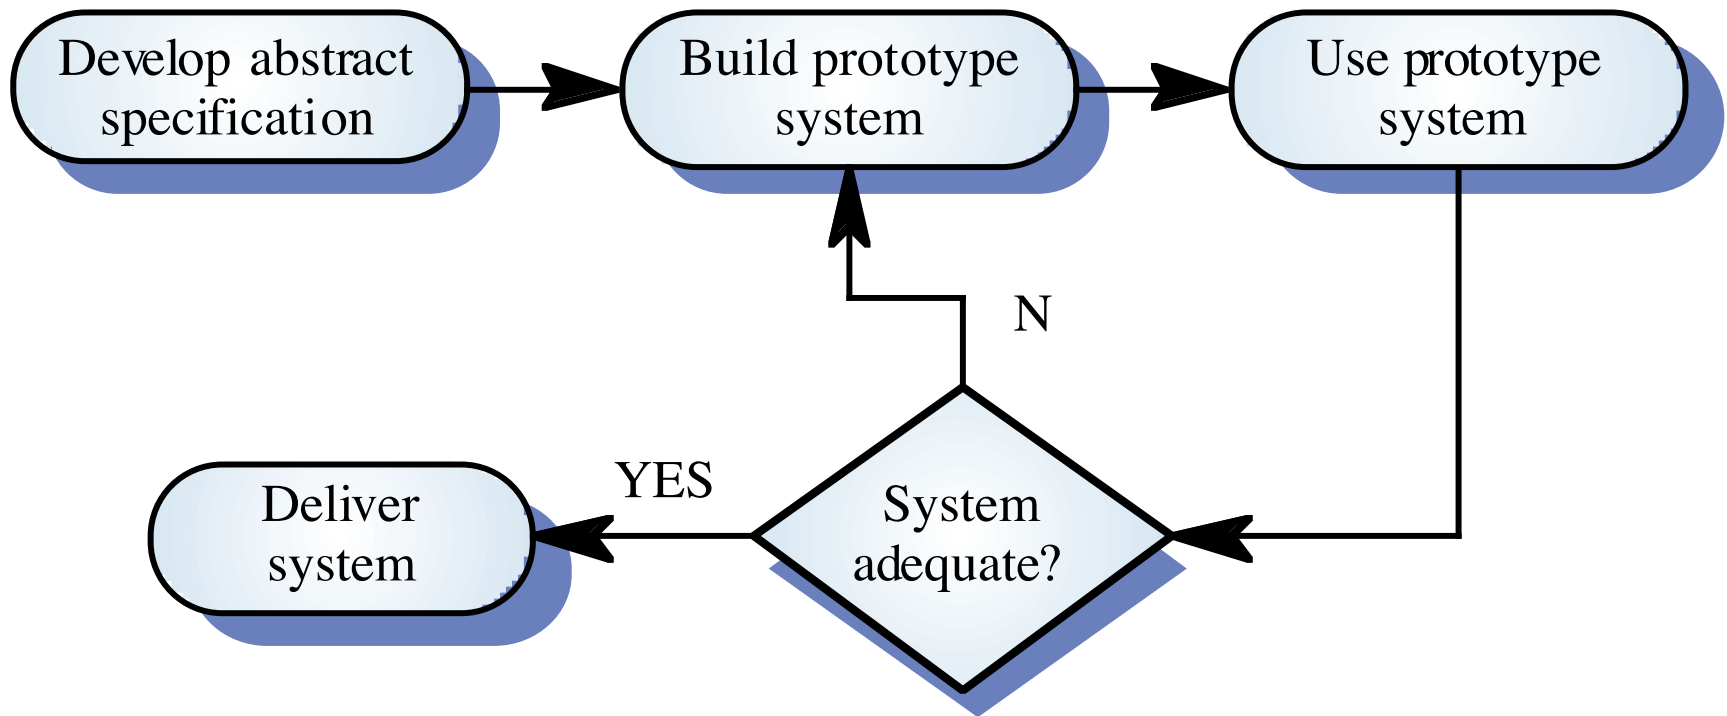 Develop abstract
specification
Build prototype
system
Use prototype
system
N
YES
System
adequate?
Deliver
system